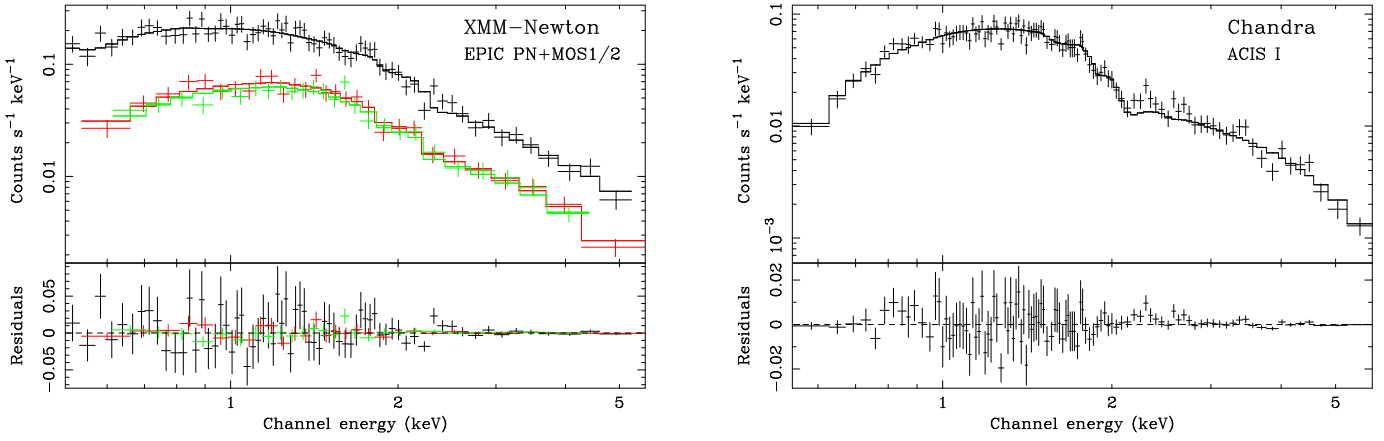 XMM-Newton
EPIC PN+MOS1/2
Counts s⁻¹ keV⁻¹
0.1
0.01
Residuals
0.05
0
−0.05
1
2
5
Channel energy (keV)
Chandra
ACIS I
Counts s⁻¹ keV⁻¹
0.1
0.01
10⁻³
Residuals
0.02
0
−0.02
1
2
5
Channel energy (keV)